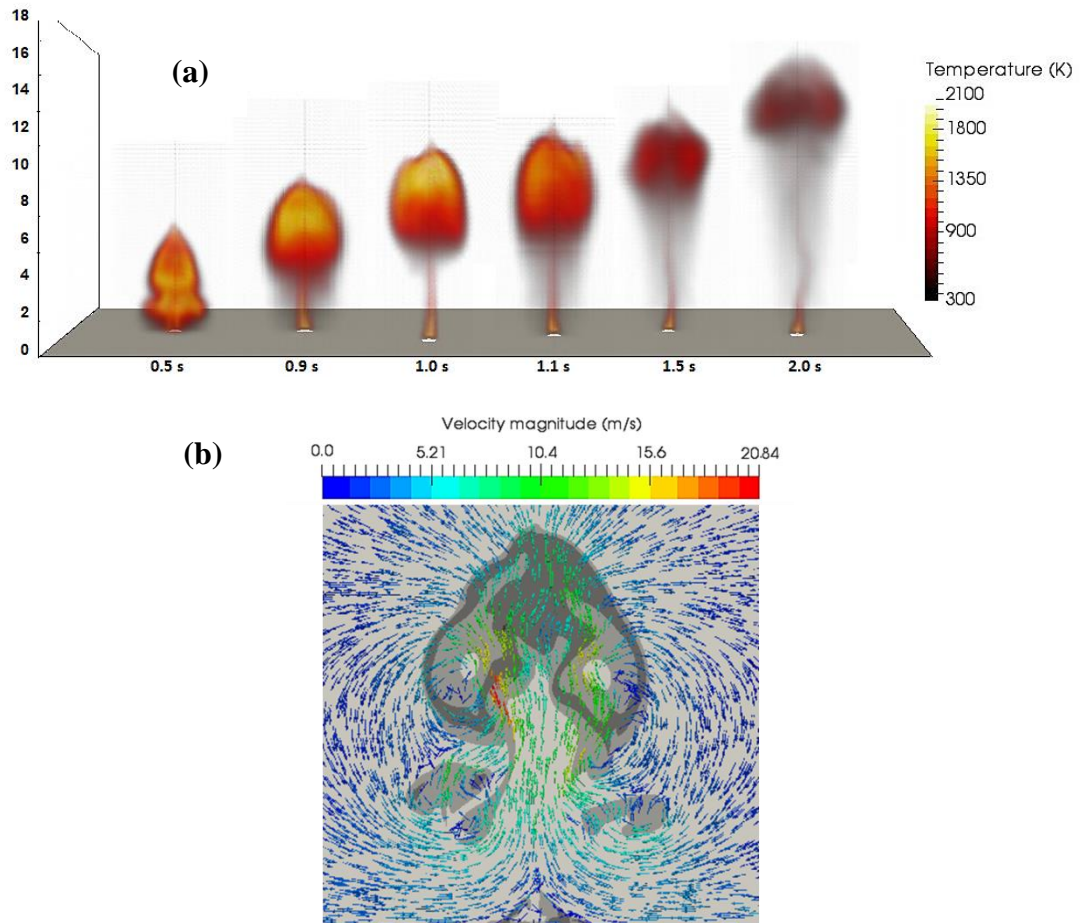 18
16
14
12
10
8
6
4
2
0
(a)
0.5 s
0.9 s
1.0 s
1.1 s
1.5 s
2.0 s
Temperature (K)
2100
1800
1350
900
300
(b)
Velocity magnitude (m/s)
0.0 5.21 10.4 15.6 20.84